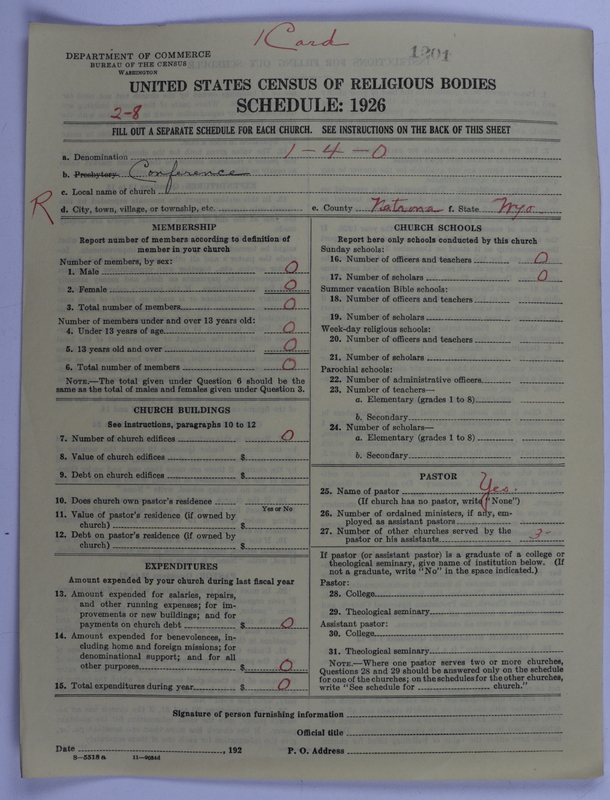 1 Card
1201
DEPARTMENT OF COMMERCE
BUREAU OF THE CENSUS
WASHINGTON
UNITED STATES CENSUS OF RELIGIOUS BODIES
SCHEDULE: 1926
2-8
FILL OUT A SEPARATE SCHEDULE FOR EACH CHURCH. SEE INSTRUCTIONS ON THE BACK OF THIS SHEET
a. Denomination 1-4-0
b. Presbytery Conference
c. Local name of church
R
d. City, town, village, or township, etc. e. County Natrona f. State Wyo.
MEMBERSHIP
Report number of members according to definition of
member in your church
Number of members, by sex:
1. Male 0
2. Female 0
3. Total number of members 0
Number of members under and over 13 years old:
4. Under 13 years of age 0
5. 13 years old and over 0
6. Total number of members 0
NOTE.—The total given under Question 6 should be the
same as the total of males and females given under Question 3.
CHURCH BUILDINGS
See instructions, paragraphs 10 to 12
7. Number of church edifices 0
8. Value of church edifices $
9. Debt on church edifices $
10. Does church own pastor's residence
Yes or No
11. Value of pastor's residence (if owned by
church) $
12. Debt on pastor's residence (if owned by
church) $
EXPENDITURES
Amount expended by your church during last fiscal year
13. Amount expended for salaries, repairs,
and other running expenses; for im-
provements or new buildings; and for
payments on church debt $ 0
14. Amount expended for benevolences, in-
cluding home and foreign missions; for
denominational support; and for all
other purposes $ 0
15. Total expenditures during year $ 0
CHURCH SCHOOLS
Report here only schools conducted by this church
Sunday schools:
16. Number of officers and teachers 0
17. Number of scholars 0
Summer vacation Bible schools:
18. Number of officers and teachers
19. Number of scholars
Week-day religious schools:
20. Number of officers and teachers
21. Number of scholars
Parochial schools:
22. Number of administrative officers
23. Number of teachers—
a. Elementary (grades 1 to 8)
b. Secondary
24. Number of scholars—
a. Elementary (grades 1 to 8)
b. Secondary
PASTOR
25. Name of pastor Yes.
(If church has no pastor, write "None")
26. Number of ordained ministers, if any, em-
ployed as assistant pastors
27. Number of other churches served by the
pastor or his assistants 3-
If pastor (or assistant pastor) is a graduate of a college or
theological seminary, give name of institution below. (If
not a graduate, write "No" in the space indicated.)
Pastor:
28. College
29. Theological seminary
Assistant pastor:
30. College
31. Theological seminary
NOTE.—Where one pastor serves two or more churches,
Questions 28 and 29 should be answered only on the schedule
for one of the churches; on the schedules for the other churches,
write "See schedule for church."
Signature of person furnishing information
Official title
Date , 192 P. O. Address
S—5318a 11—9034d